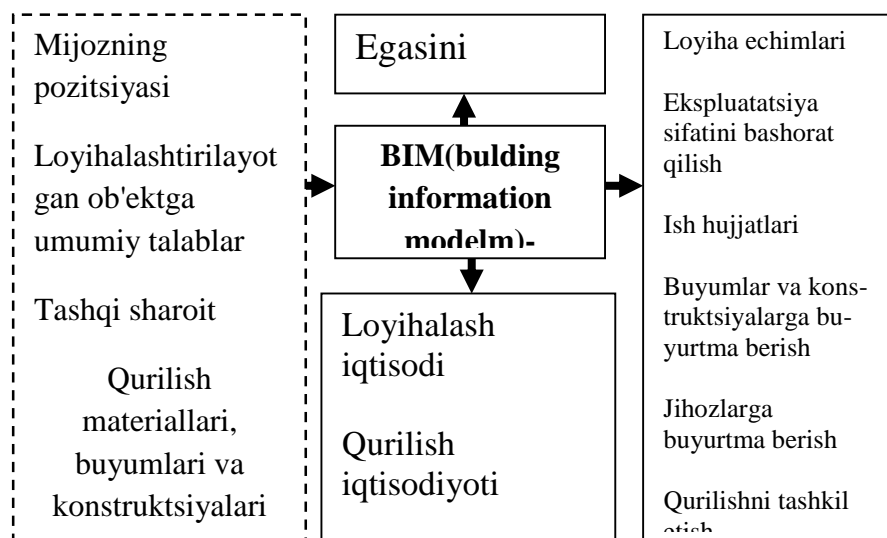 Mijozning
pozitsiyasi
Loyihalashtirilayot
gan ob'ektga
umumiy talablar
Tashqi sharoit
Qurilish
materiallari,
buyumlari va
konstruktsiyalari
Egasini
BIM(bulding
information
modelm)-
Loyihalash
iqtisodi
Qurilish
iqtisodiyoti
Loyiha echimlari
Ekspluatatsiya
sifatini bashorat
qilish
Ish hujjatlari
Buyumlar va kons-
truktsiyalarga bu-
yurtma berish
Jihozlarga
buyurtma berish
Qurilishni tashkil
etish